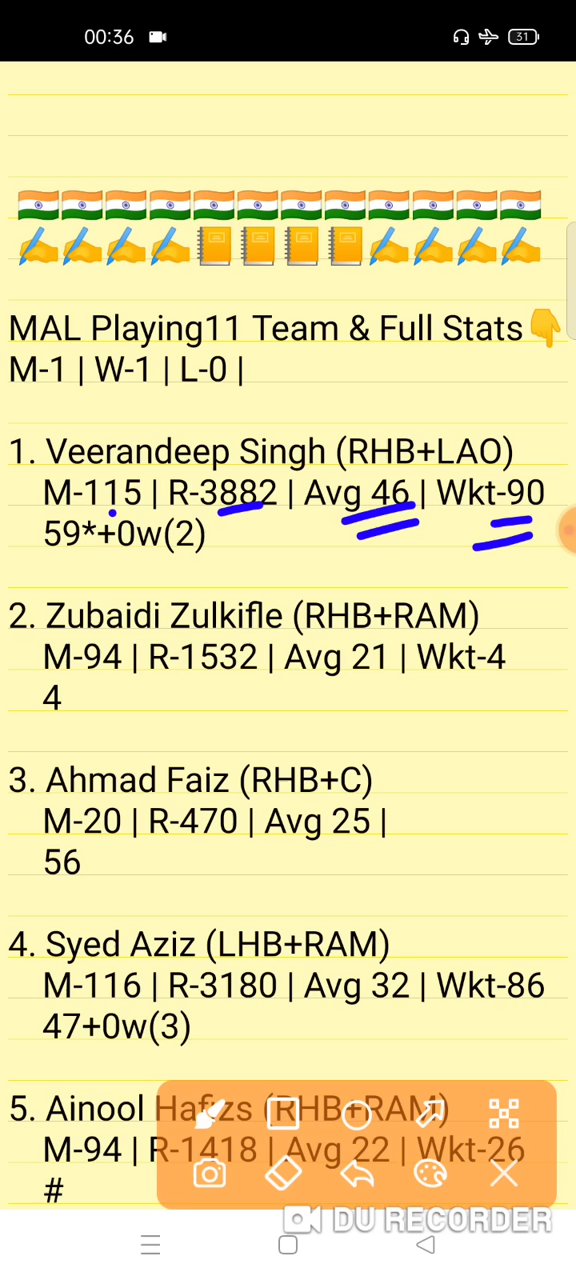 00:36
31
MAL Playing11 Team & Full Stats
M-1 | W-1 | L-0 |
1. Veerandeep Singh (RHB+LAO)
M-115 | R-3882 | Avg 46 | Wkt-90
59*+0w(2)
2. Zubaidi Zulkifle (RHB+RAM)
M-94 | R-1532 | Avg 21 | Wkt-4
4
3. Ahmad Faiz (RHB+C)
M-20 | R-470 | Avg 25 |
56
4. Syed Aziz (LHB+RAM)
M-116 | R-3180 | Avg 32 | Wkt-86
47+0w(3)
5. Ainool Hafizs (RHB+RAM)
M-94 | R-1418 | Avg 22 | Wkt-26
#
DU RECORDER